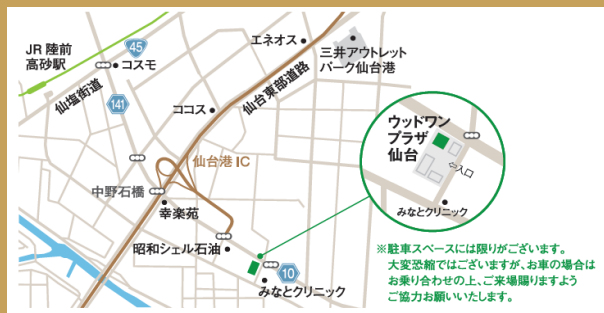 JR 陸前
高砂駅
45
コスモ
エネオス
三井アウトレット
パーク仙台港
仙塩街道
141
ココス
仙台東部道路
仙台港 IC
中野石橋
幸楽苑
昭和シェル石油
10
みなとクリニック
ウッドワン
プラザ
仙台
⇦入口
みなとクリニック
※駐車スペースには限りがございます。
大変恐縮ではございますが、お車の場合は
お乗り合わせの上、ご来場賜りますよう
ご協力お願いいたします。